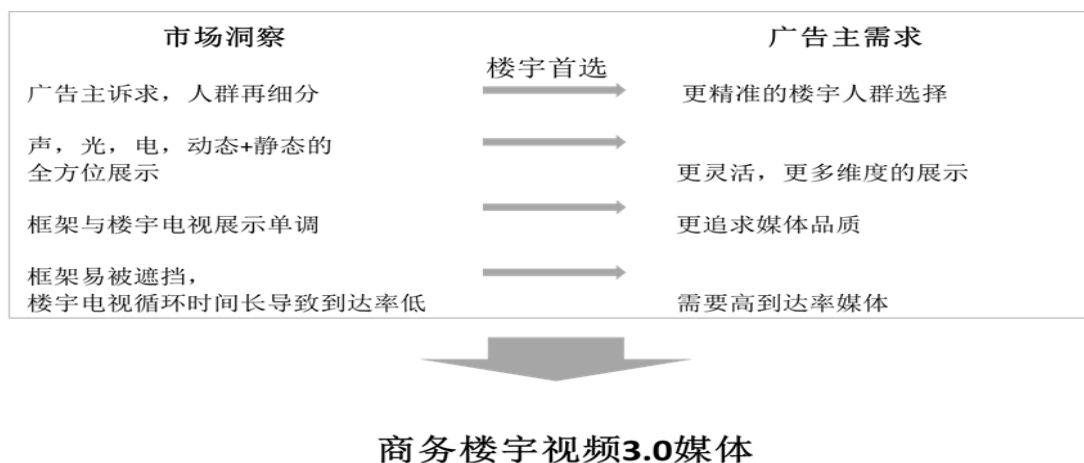 市场洞察
广告主需求
楼宇首选
广告主诉求，人群再细分
更精准的楼宇人群选择
声，光，电，动态+静态的
全方位展示
更灵活，更多维度的展示
框架与楼宇电视展示单调
更追求媒体品质
框架易被遮挡，
楼宇电视循环时间长导致到达率低
需要高到达率媒体
商务楼宇视频3.0媒体